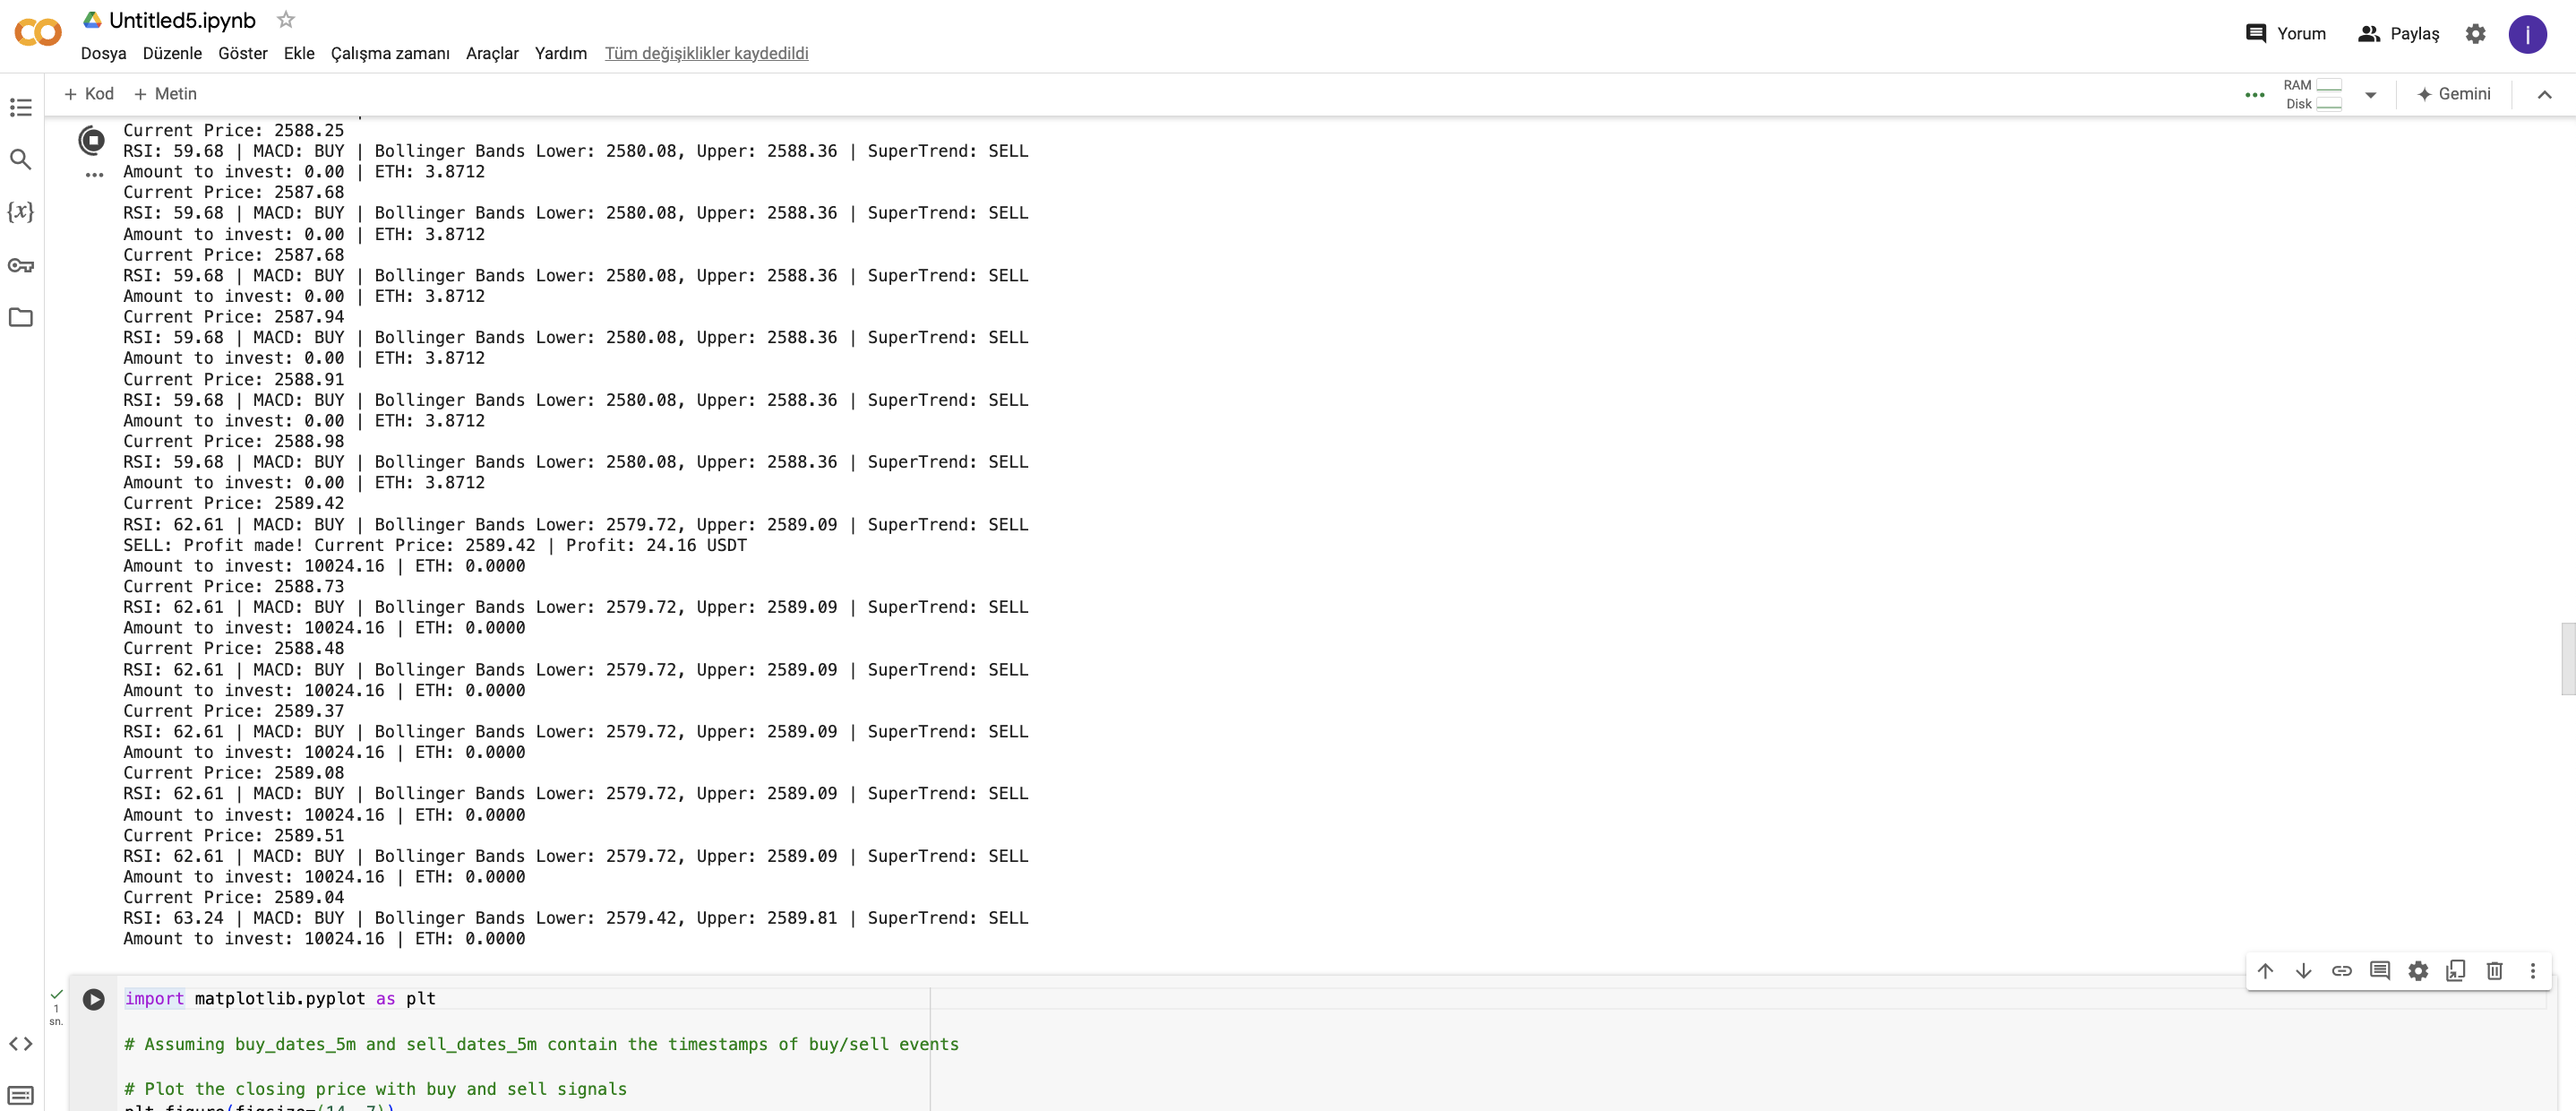 Untitled5.ipynb
Dosya Düzenle Göster Ekle Çalışma zamanı Araçlar Yardım Tüm değişiklikler kaydedildi
Yorum Paylaş i
+ Kod + Metin
RAM
Disk
Gemini
Current Price: 2588.25
RSI: 59.68 | MACD: BUY | Bollinger Bands Lower: 2580.08, Upper: 2588.36 | SuperTrend: SELL
Amount to invest: 0.00 | ETH: 3.8712
Current Price: 2587.68
RSI: 59.68 | MACD: BUY | Bollinger Bands Lower: 2580.08, Upper: 2588.36 | SuperTrend: SELL
Amount to invest: 0.00 | ETH: 3.8712
Current Price: 2587.68
RSI: 59.68 | MACD: BUY | Bollinger Bands Lower: 2580.08, Upper: 2588.36 | SuperTrend: SELL
Amount to invest: 0.00 | ETH: 3.8712
Current Price: 2587.94
RSI: 59.68 | MACD: BUY | Bollinger Bands Lower: 2580.08, Upper: 2588.36 | SuperTrend: SELL
Amount to invest: 0.00 | ETH: 3.8712
Current Price: 2588.91
RSI: 59.68 | MACD: BUY | Bollinger Bands Lower: 2580.08, Upper: 2588.36 | SuperTrend: SELL
Amount to invest: 0.00 | ETH: 3.8712
Current Price: 2588.98
RSI: 59.68 | MACD: BUY | Bollinger Bands Lower: 2580.08, Upper: 2588.36 | SuperTrend: SELL
Amount to invest: 0.00 | ETH: 3.8712
Current Price: 2589.42
RSI: 62.61 | MACD: BUY | Bollinger Bands Lower: 2579.72, Upper: 2589.09 | SuperTrend: SELL
SELL: Profit made! Current Price: 2589.42 | Profit: 24.16 USDT
Amount to invest: 10024.16 | ETH: 0.0000
Current Price: 2588.73
RSI: 62.61 | MACD: BUY | Bollinger Bands Lower: 2579.72, Upper: 2589.09 | SuperTrend: SELL
Amount to invest: 10024.16 | ETH: 0.0000
Current Price: 2588.48
RSI: 62.61 | MACD: BUY | Bollinger Bands Lower: 2579.72, Upper: 2589.09 | SuperTrend: SELL
Amount to invest: 10024.16 | ETH: 0.0000
Current Price: 2589.37
RSI: 62.61 | MACD: BUY | Bollinger Bands Lower: 2579.72, Upper: 2589.09 | SuperTrend: SELL
Amount to invest: 10024.16 | ETH: 0.0000
Current Price: 2589.08
RSI: 62.61 | MACD: BUY | Bollinger Bands Lower: 2579.72, Upper: 2589.09 | SuperTrend: SELL
Amount to invest: 10024.16 | ETH: 0.0000
Current Price: 2589.51
RSI: 62.61 | MACD: BUY | Bollinger Bands Lower: 2579.72, Upper: 2589.09 | SuperTrend: SELL
Amount to invest: 10024.16 | ETH: 0.0000
Current Price: 2589.04
RSI: 63.24 | MACD: BUY | Bollinger Bands Lower: 2579.42, Upper: 2589.81 | SuperTrend: SELL
Amount to invest: 10024.16 | ETH: 0.0000
1
sn.
import matplotlib.pyplot as plt
# Assuming buy_dates_5m and sell_dates_5m contain the timestamps of buy/sell events
# Plot the closing price with buy and sell signals
plt.figure(figsize=(14, 7))